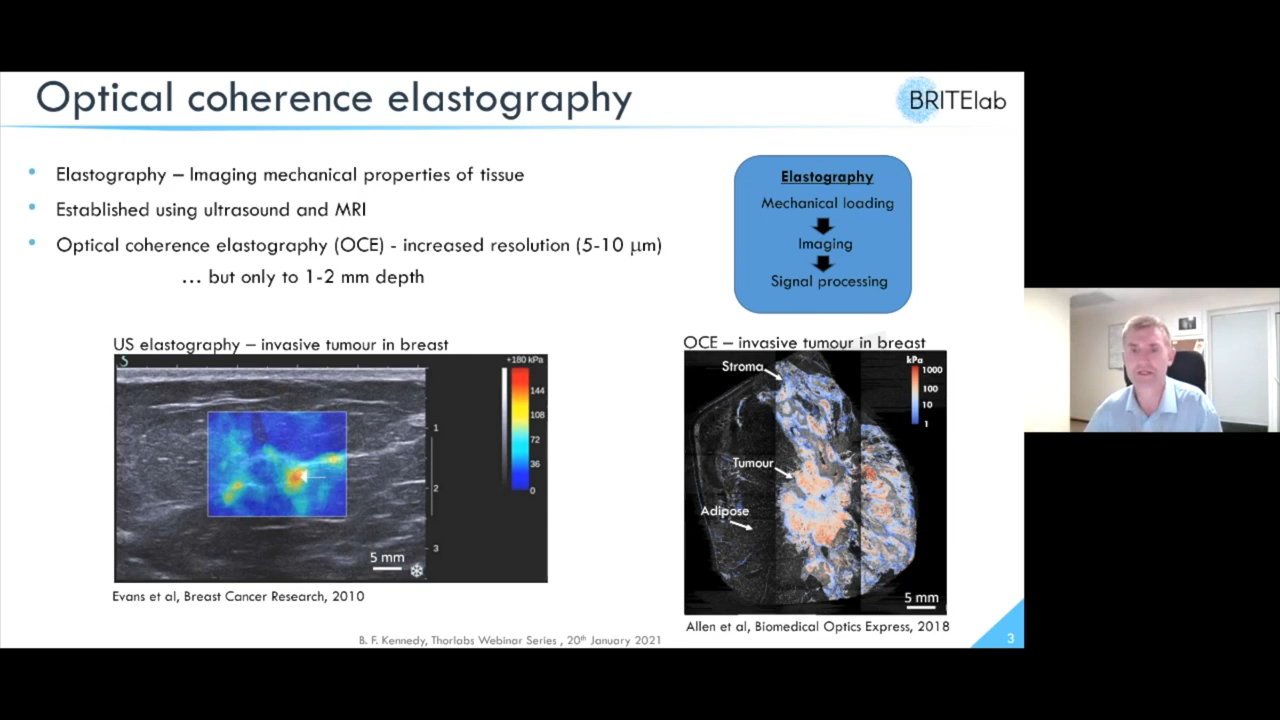 Optical coherence elastography
BRITElab
• Elastography – Imaging mechanical properties of tissue
• Established using ultrasound and MRI
• Optical coherence elastography (OCE) - increased resolution (5-10 μm)
… but only to 1-2 mm depth
Elastography
Mechanical loading
Imaging
Signal processing
US elastography – invasive tumour in breast
S
+180 kPa
144
108
72
36
0
1
2
3
5 mm
Evans et al, Breast Cancer Research, 2010
OCE – invasive tumour in breast
Stroma
kPa
1000
100
10
1
Tumour
Adipose
5 mm
Allen et al, Biomedical Optics Express, 2018
B. F. Kennedy, Thorlabs Webinar Series , 20th January 2021
3